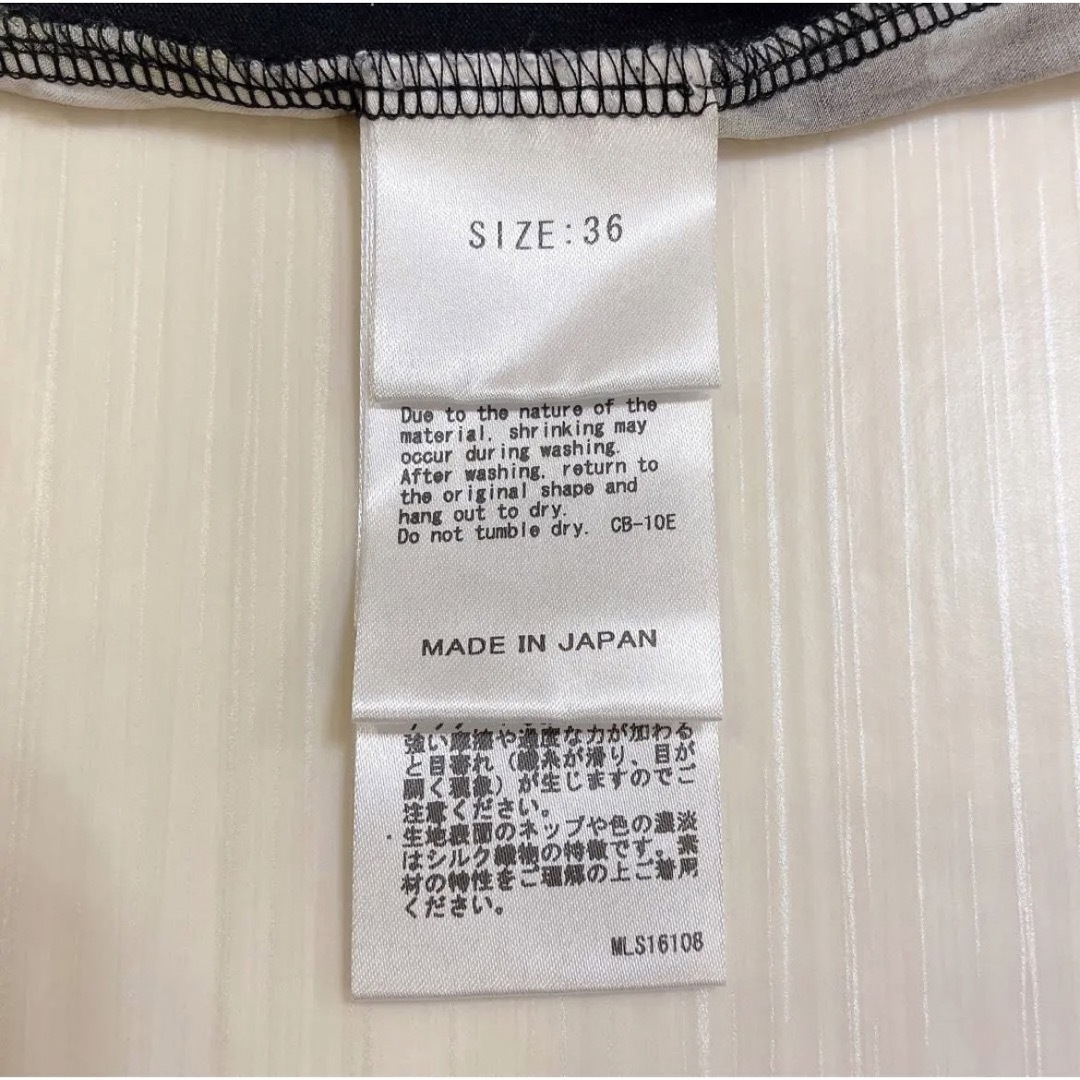 SIZE:36
Due to the nature of the
material, shrinking may
occur during washing.
After washing, return to
the original shape and
hang out to dry.
Do not tumble dry. CB-10E
MADE IN JAPAN
強い摩擦や過度な力が加わる
と目寄れ（織糸が滑り、目が
開く現象）が生じますのでご
注意ください。
生地表面のネップや色の濃淡
はシルク織物の特徴です。素
材の特性をご理解の上ご着用
ください。
MLS16108